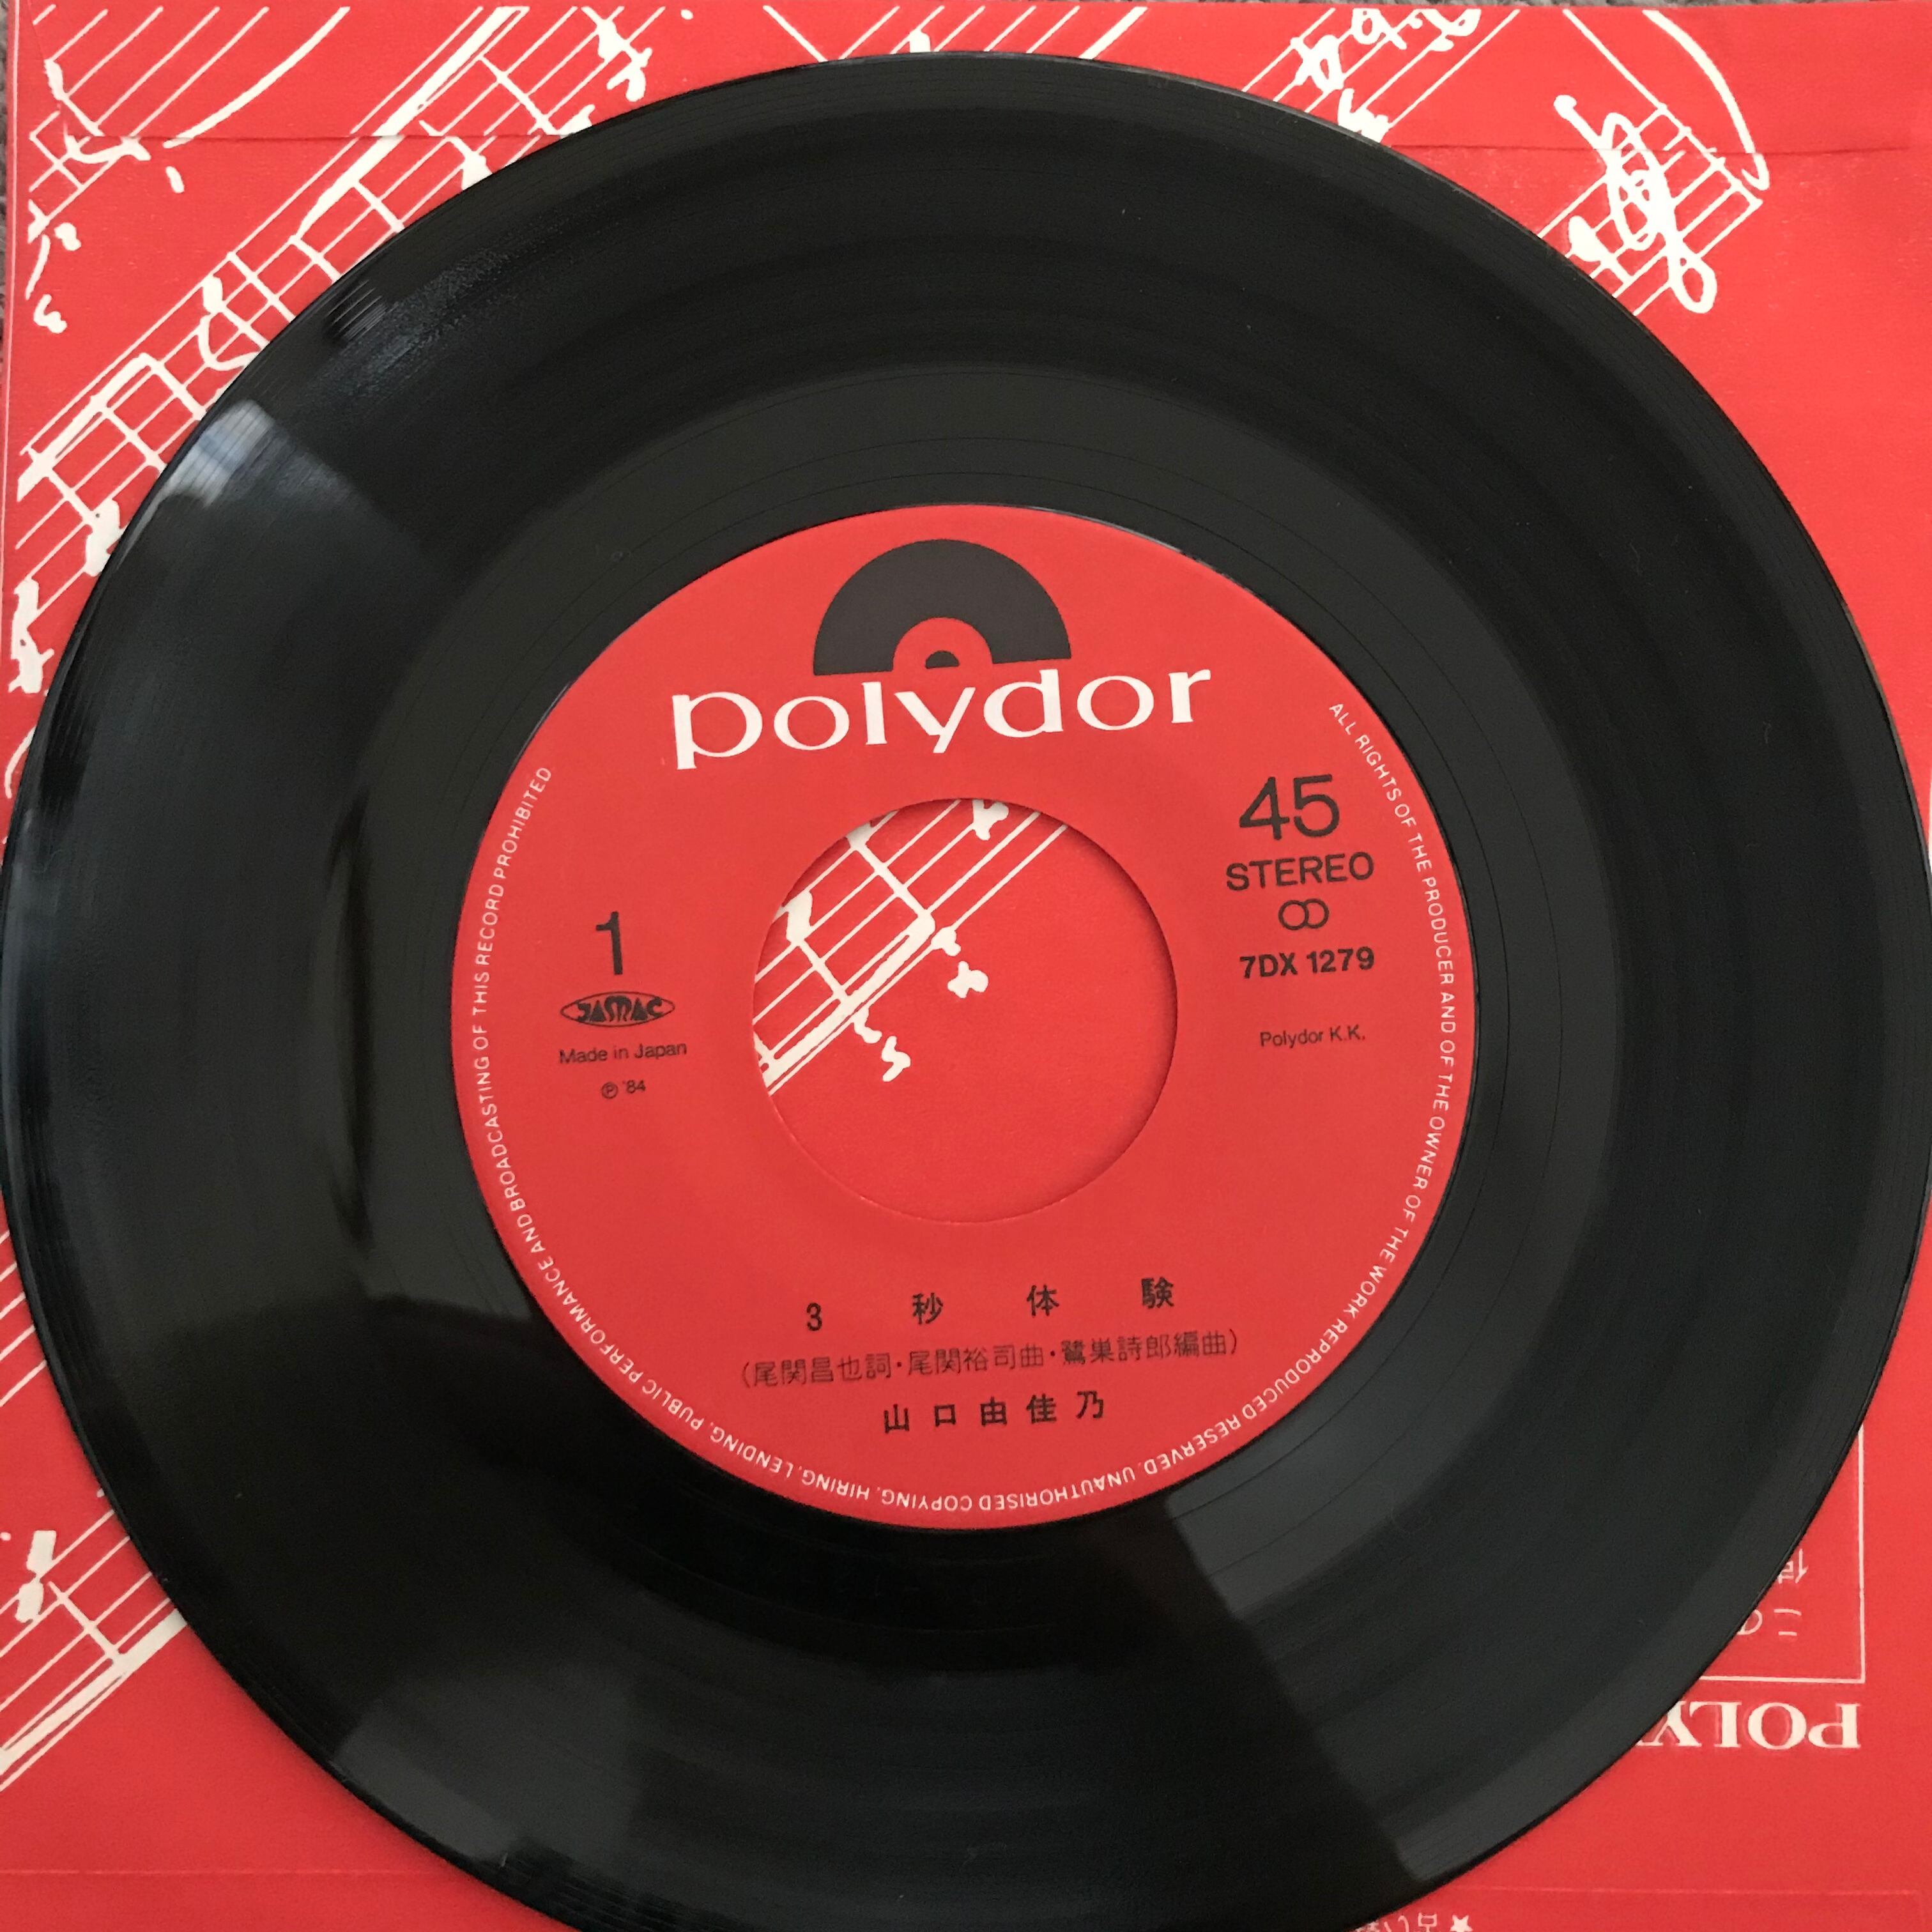 polydor
45
STEREO
7DX 1279
Polydor K.K.
1
JASRAC
Made in Japan
℗ '84
3秒体験
(尾関昌也詞・尾関裕司曲・鷺巣詩郎編曲)
山口由佳乃
ALL RIGHTS OF THE PRODUCER AND OF THE OWNER OF THE WORK REPRODUCED RESERVED. UNAUTHORISED COPYING, HIRING, LENDING, PUBLIC PERFORMANCE AND BROADCASTING OF THIS RECORD PROHIBITED
POLY